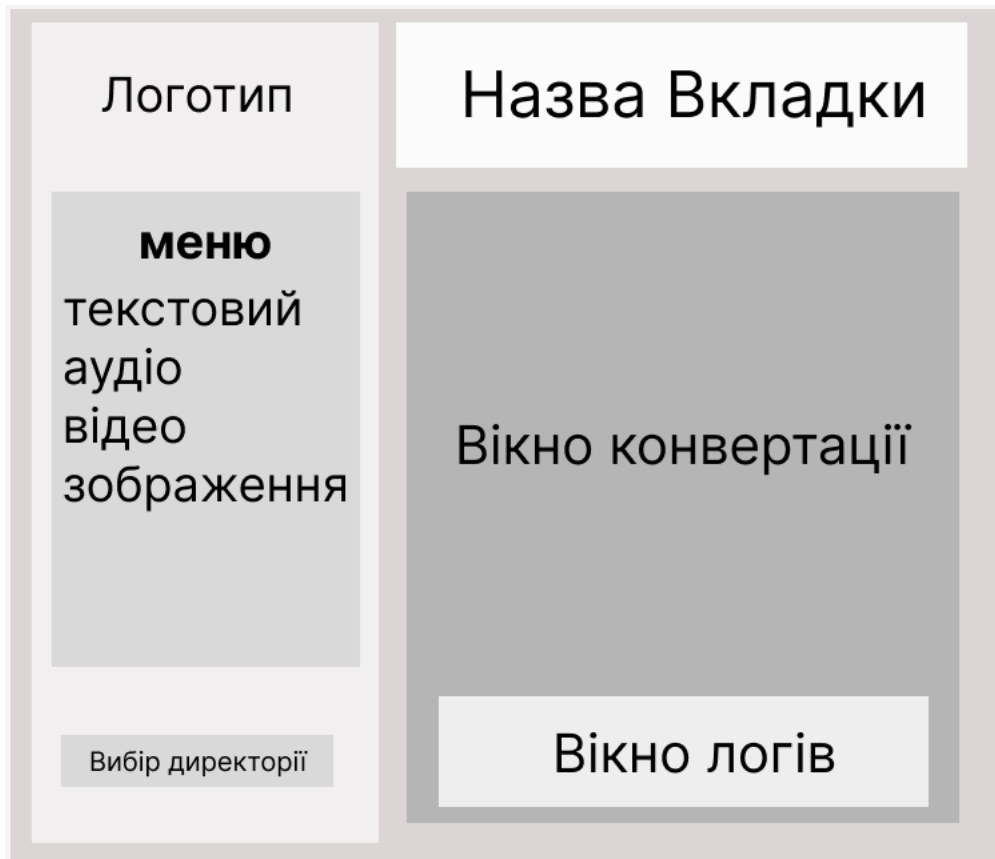 Логотип
Назва Вкладки
меню
текстовий
аудіо
відео
зображення
Вибір директорії
Вікно конвертації
Вікно логів